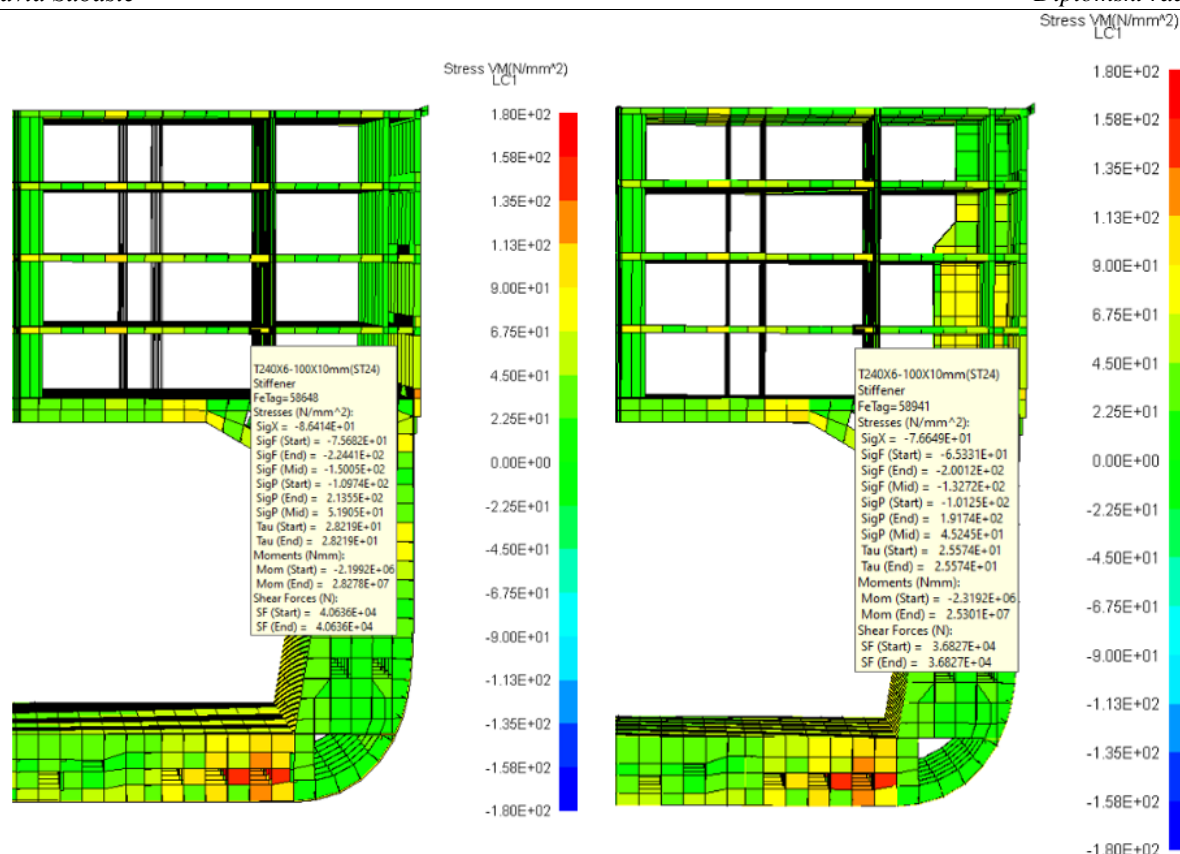 Stress VM(N/mm^2)
LC1
1.80E+02
1.58E+02
1.35E+02
1.13E+02
9.00E+01
6.75E+01
4.50E+01
2.25E+01
0.00E+00
-2.25E+01
-4.50E+01
-6.75E+01
-9.00E+01
-1.13E+02
-1.35E+02
-1.58E+02
-1.80E+02
T240X6-100X10mm(ST24)
Stiffener
FeTag= 58648
Stresses (N/mm^2):
SigX = -8.6414E+01
SigF (Start) = -7.5682E+01
SigF (End) = -2.2441E+02
SigF (Mid) = -1.5005E+02
SigP (Start) = -1.0974E+02
SigP (End) = 2.1355E+02
SigP (Mid) = 5.1905E+01
Tau (Start) = 2.8219E+01
Tau (End) = 2.8219E+01
Moments (Nmm):
Mom (Start) = -2.1992E+06
Mom (End) = 2.8278E+07
Shear Forces (N):
SF (Start) = 4.0636E+04
SF (End) = 4.0636E+04
Stress VM(N/mm^2)
LC1
1.80E+02
1.58E+02
1.35E+02
1.13E+02
9.00E+01
6.75E+01
4.50E+01
2.25E+01
0.00E+00
-2.25E+01
-4.50E+01
-6.75E+01
-9.00E+01
-1.13E+02
-1.35E+02
-1.58E+02
-1.80E+02
T240X6-100X10mm(ST24)
Stiffener
FeTag= 58941
Stresses (N/mm^2):
SigX = -7.6649E+01
SigF (Start) = -6.5331E+01
SigF (End) = -2.0012E+02
SigF (Mid) = -1.3272E+02
SigP (Start) = -1.0125E+02
SigP (End) = 1.9174E+02
SigP (Mid) = 4.5245E+01
Tau (Start) = 2.5574E+01
Tau (End) = 2.5574E+01
Moments (Nmm):
Mom (Start) = -2.3192E+06
Mom (End) = 2.5301E+07
Shear Forces (N):
SF (Start) = 3.6827E+04
SF (End) = 3.6827E+04